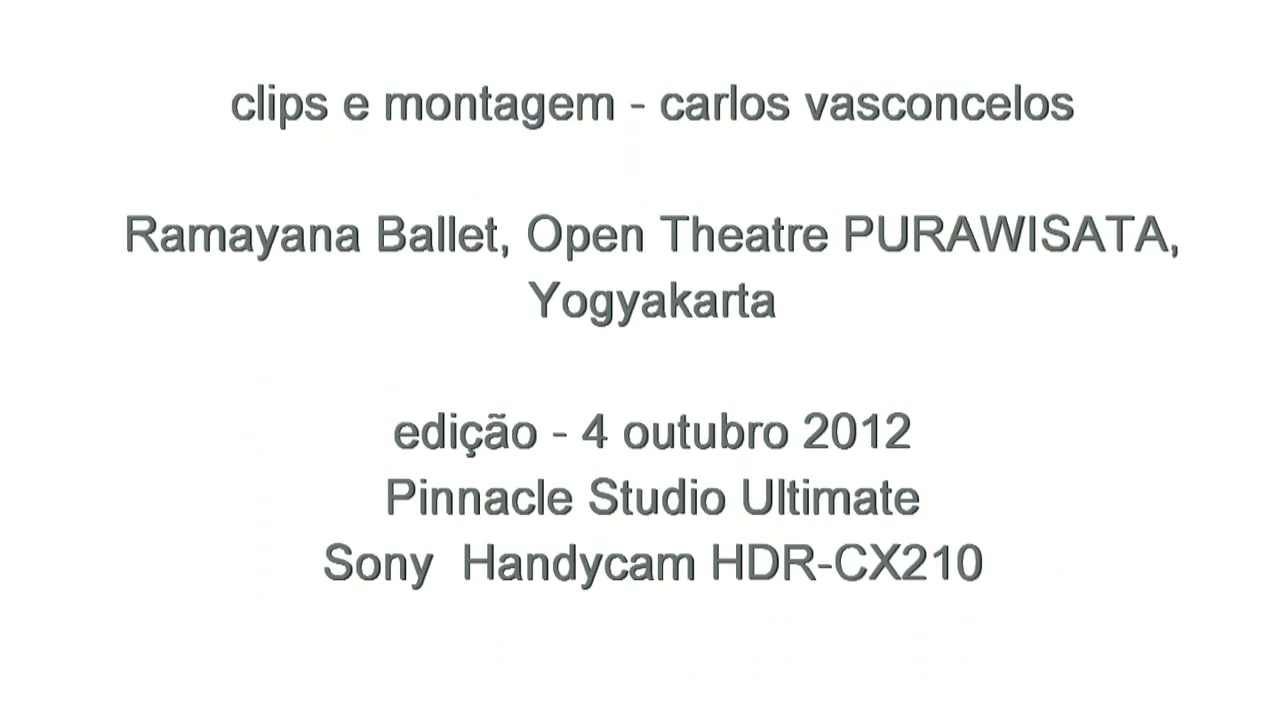 clips e montagem - carlos vasconcelos
Ramayana Ballet, Open Theatre PURAWISATA,
Yogyakarta
edição - 4 outubro 2012
Pinnacle Studio Ultimate
Sony  Handycam HDR-CX210